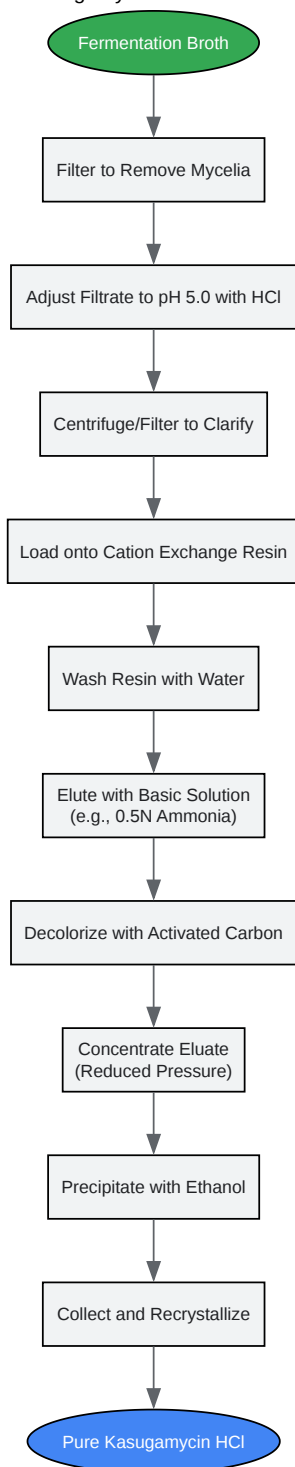 Fermentation Broth
Filter to Remove Mycelia
Adjust Filtrate to pH 5.0 with HCl
Centrifuge/Filter to Clarify
Load onto Cation Exchange Resin
Wash Resin with Water
Elute with Basic Solution
(e.g., 0.5N Ammonia)
Decolorize with Activated Carbon
Concentrate Eluate
(Reduced Pressure)
Precipitate with Ethanol
Collect and Recrystallize
Pure Kasugamycin HCl